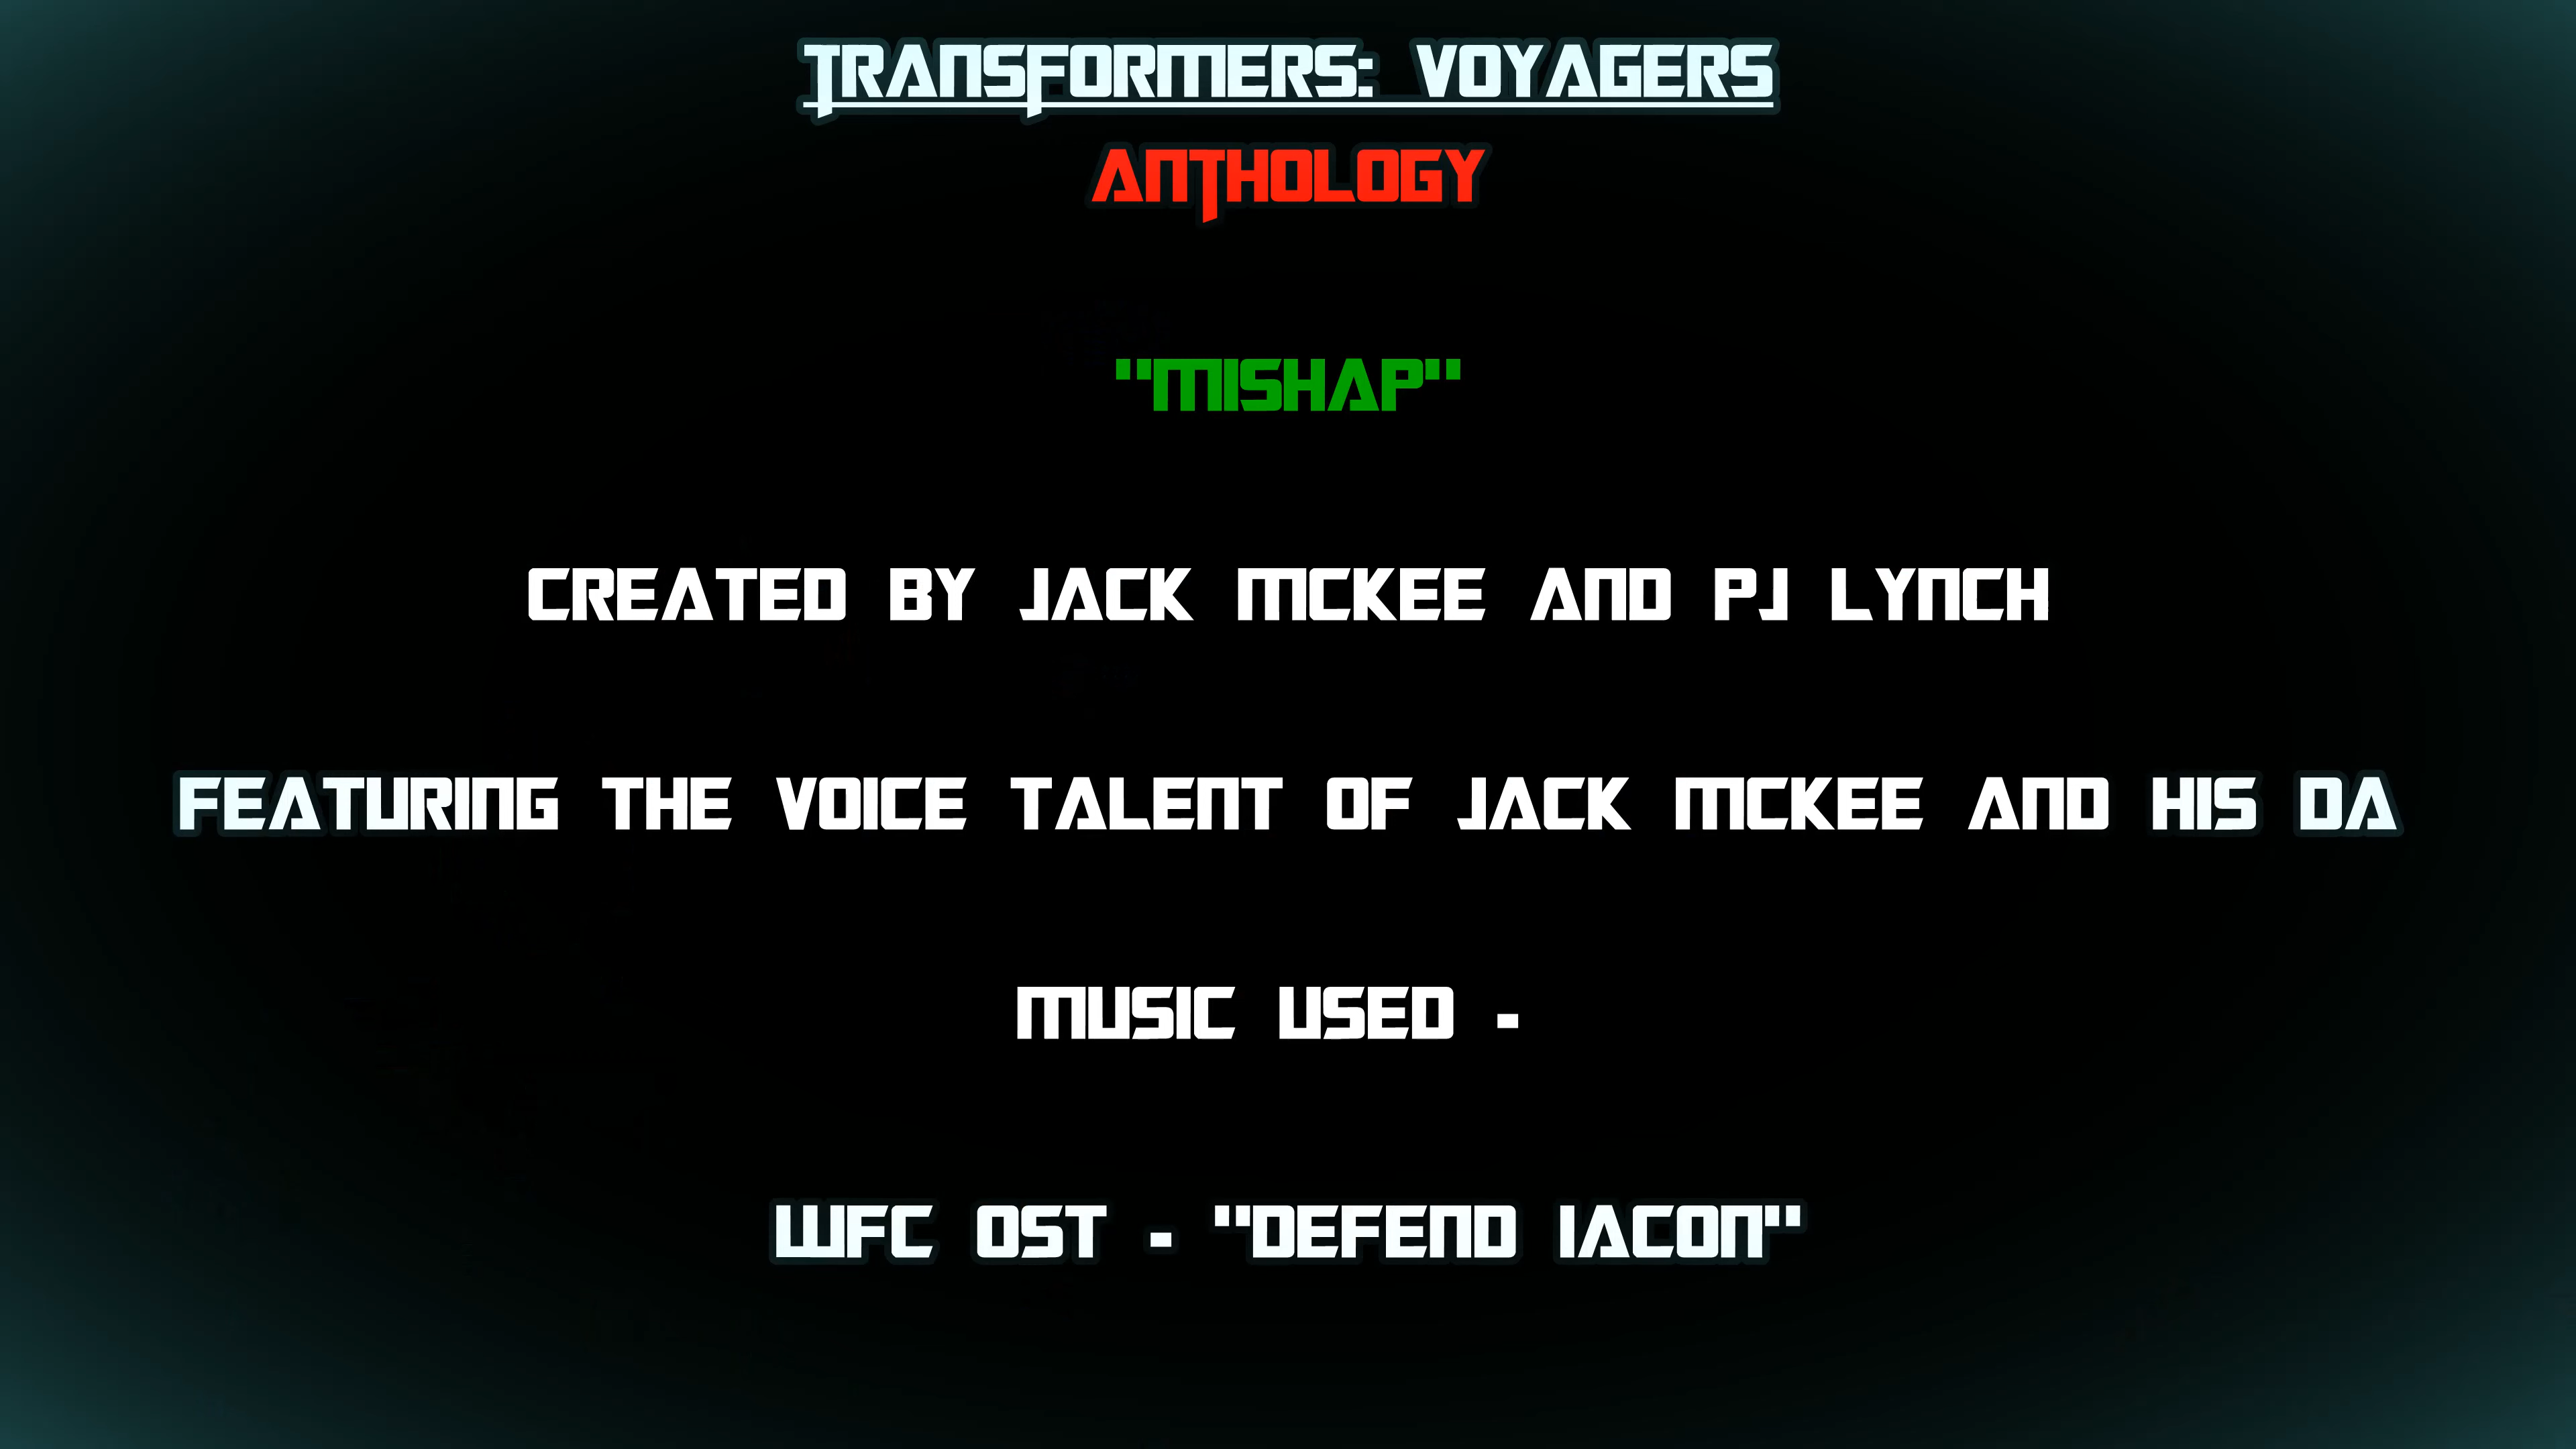 TRANSFORMERS: VOYAGERS
ANTHOLOGY
"MISHAP"
CREATED BY JACK MCKEE AND PJ LYNCH
FEATURING THE VOICE TALENT OF JACK MCKEE AND HIS DA
MUSIC USED -
WFC OST - "DEFEND IACON"